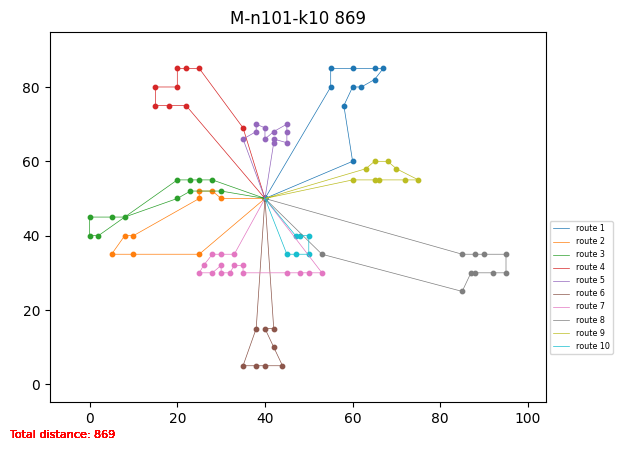 M-n101-k10 869
80
60
40
20
0
0 20 40 60 80 100
route 1
route 2
route 3
route 4
route 5
route 6
route 7
route 8
route 9
route 10
Total distance: 869